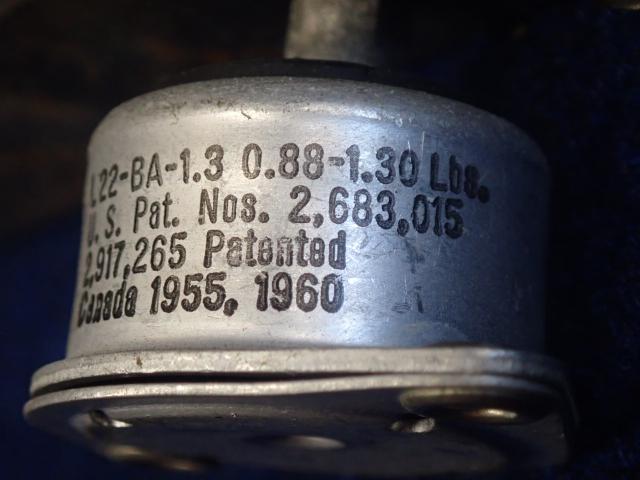 L22-BA-1.3 0.88-1.30 Lbs.
U. S. Pat. Nos. 2,683,015
2,917,265 Patented
Canada 1955, 1960